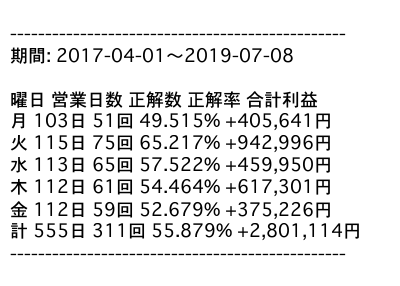 ------------------------------------------------
期間: 2017-04-01〜2019-07-08
曜日 営業日数 正解数 正解率 合計利益
月 103日 51回 49.515% +405,641円
火 115日 75回 65.217% +942,996円
水 113日 65回 57.522% +459,950円
木 112日 61回 54.464% +617,301円
金 112日 59回 52.679% +375,226円
計 555日 311回 55.879% +2,801,114円
------------------------------------------------